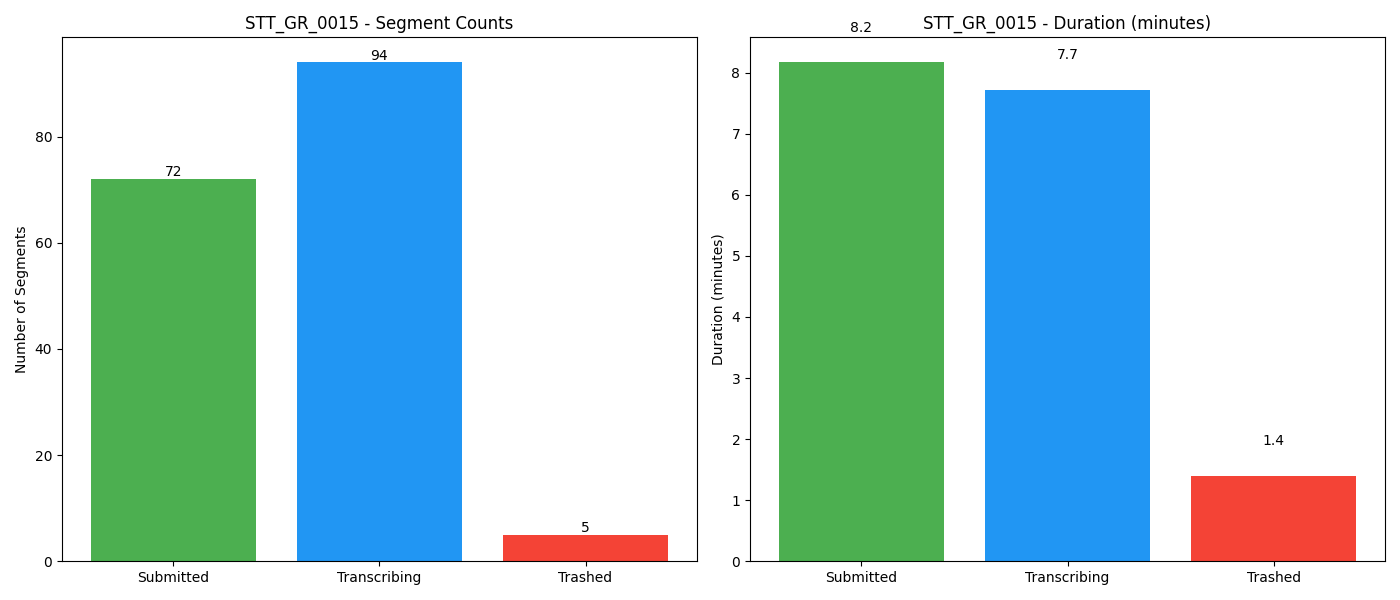 STT_GR_0015 - Segment Counts
Number of Segments
80
60
40
20
0
72
94
5
Submitted
Transcribing
Trashed
STT_GR_0015 - Duration (minutes)
Duration (minutes)
8
7
6
5
4
3
2
1
0
8.2
7.7
1.4
Submitted
Transcribing
Trashed